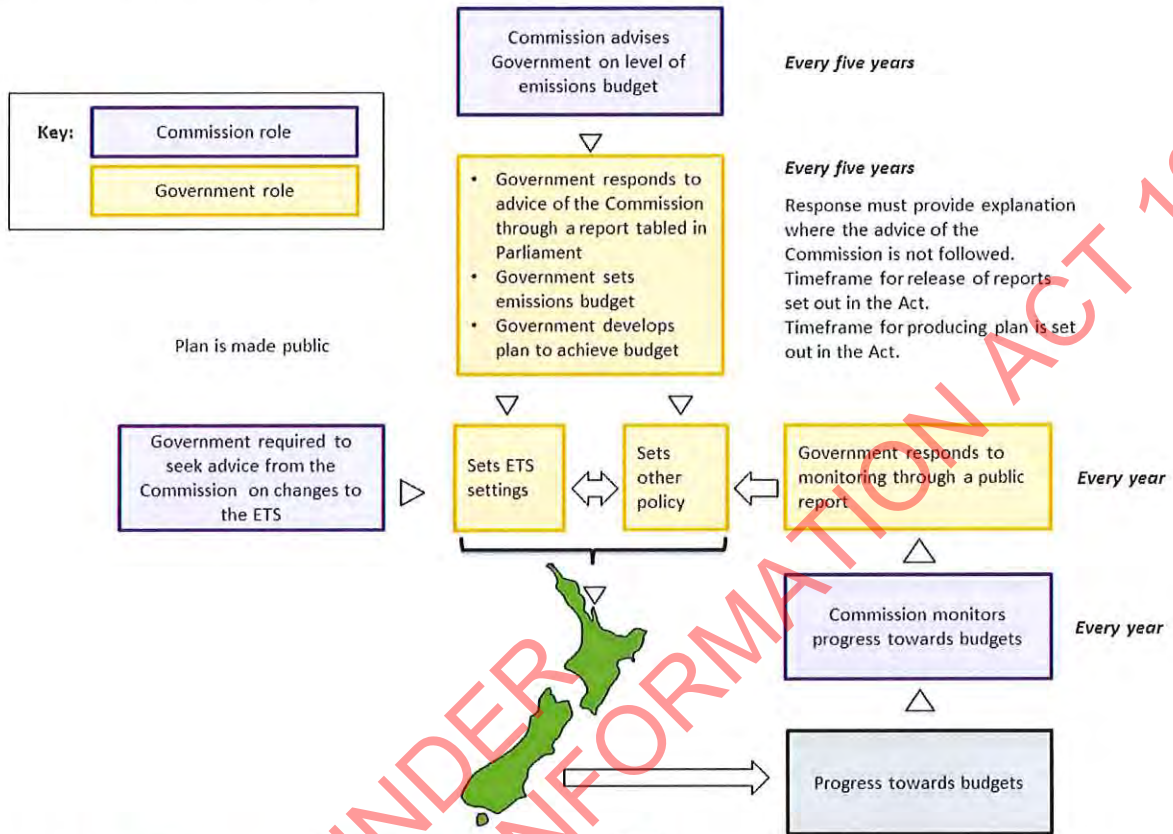 Commission advises
Government on level of
emissions budget
Every five years
Key:
Commission role
Government role
• Government responds to
advice of the Commission
through a report tabled in
Parliament
• Government sets
emissions budget
• Government develops
plan to achieve budget
Every five years
Response must provide explanation
where the advice of the
Commission is not followed.
Timeframe for release of reports
set out in the Act.
Timeframe for producing plan is set
out in the Act.
Plan is made public
Government required to
seek advice from the
Commission on changes to
the ETS
Sets ETS
settings
Sets
other
policy
Government responds to
monitoring through a public
report
Every year
Commission monitors
progress towards budgets
Every year
Progress towards budgets
UNDER
INFORMATION ACT